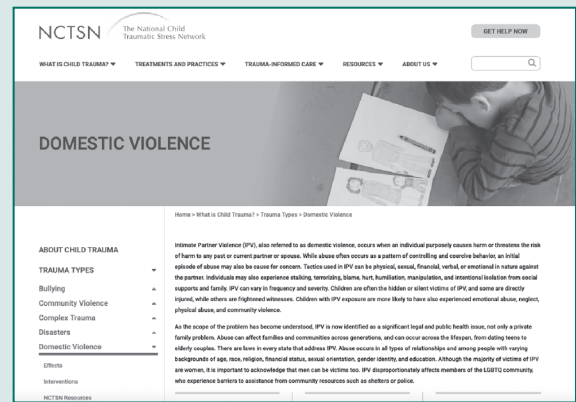 NCTSN
The National Child
Traumatic Stress Network
GET HELP NOW
WHAT IS CHILD TRAUMA?
TREATMENTS AND PRACTICES
TRAUMA-INFORMED CARE
RESOURCES
ABOUT US
DOMESTIC VIOLENCE
Home > What is Child Trauma? > Trauma Types > Domestic Violence
ABOUT CHILD TRAUMA
TRAUMA TYPES
Bullying
Community Violence
Complex Trauma
Disasters
Domestic Violence
Effects
Interventions
NCTSN Resources
Intimate Partner Violence (IPV), also referred to as domestic violence, occurs when an individual purposely causes harm or threatens the risk
of harm to any past or current partner or spouse. While abuse often occurs as a pattern of controlling and coercive behavior, an initial
episode of abuse may also be cause for concern. Tactics used in IPV can be physical, sexual, financial, verbal, or emotional in nature against
the partner. Individuals may also experience stalking, terrorizing, blame, hurt, humiliation, manipulation, and intentional isolation from social
supports and family. IPV can vary in frequency and severity. Children are often the hidden or silent victims of IPV, and some are directly
injured, while others are frightened witnesses. Children with IPV exposure are more likely to have also experienced emotional abuse, neglect,
physical abuse, and community violence.
As the scope of the problem has become understood, IPV is now identified as a significant legal and public health issue, not only a private
family problem. Abuse can affect families and communities across generations, and can occur across the lifespan, from dating teens to
elderly couples. There are laws in every state that address IPV. Abuse occurs in all types of relationships and among people with varying
backgrounds of age, race, religion, financial status, sexual orientation, gender identity, and education. Although the majority of victims of IPV
are women, it is important to acknowledge that men can be victims too. IPV disproportionately affects members of the LGBTQ community,
who experience barriers to assistance from community resources such as shelters or police.